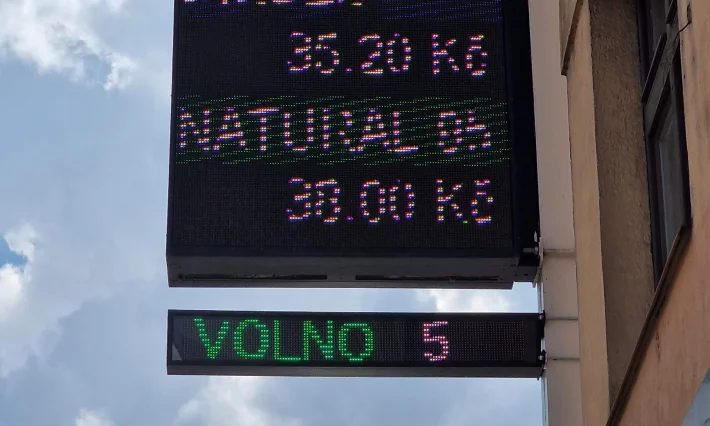 35.20 Kč
NATURAL 95
38.00 Kč
VOLNO 5